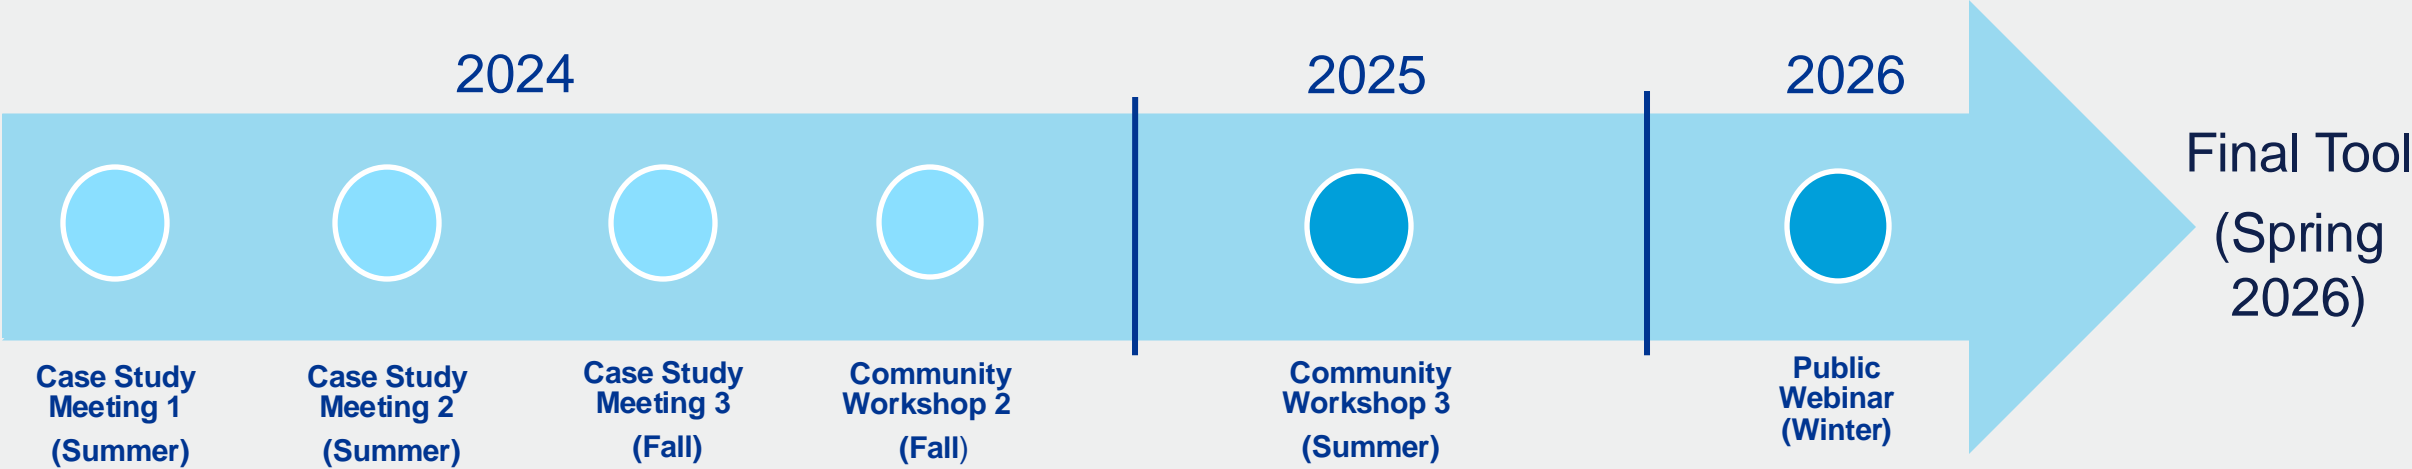 2024
2025
2026
Case Study
Meeting 1
(Summer)
Case Study
Meeting 2
(Summer)
Case Study
Meeting 3
(Fall)
Community
Workshop 2
(Fall)
Community
Workshop 3
(Summer)
Public
Webinar
(Winter)
Final Tool
(Spring
2026)